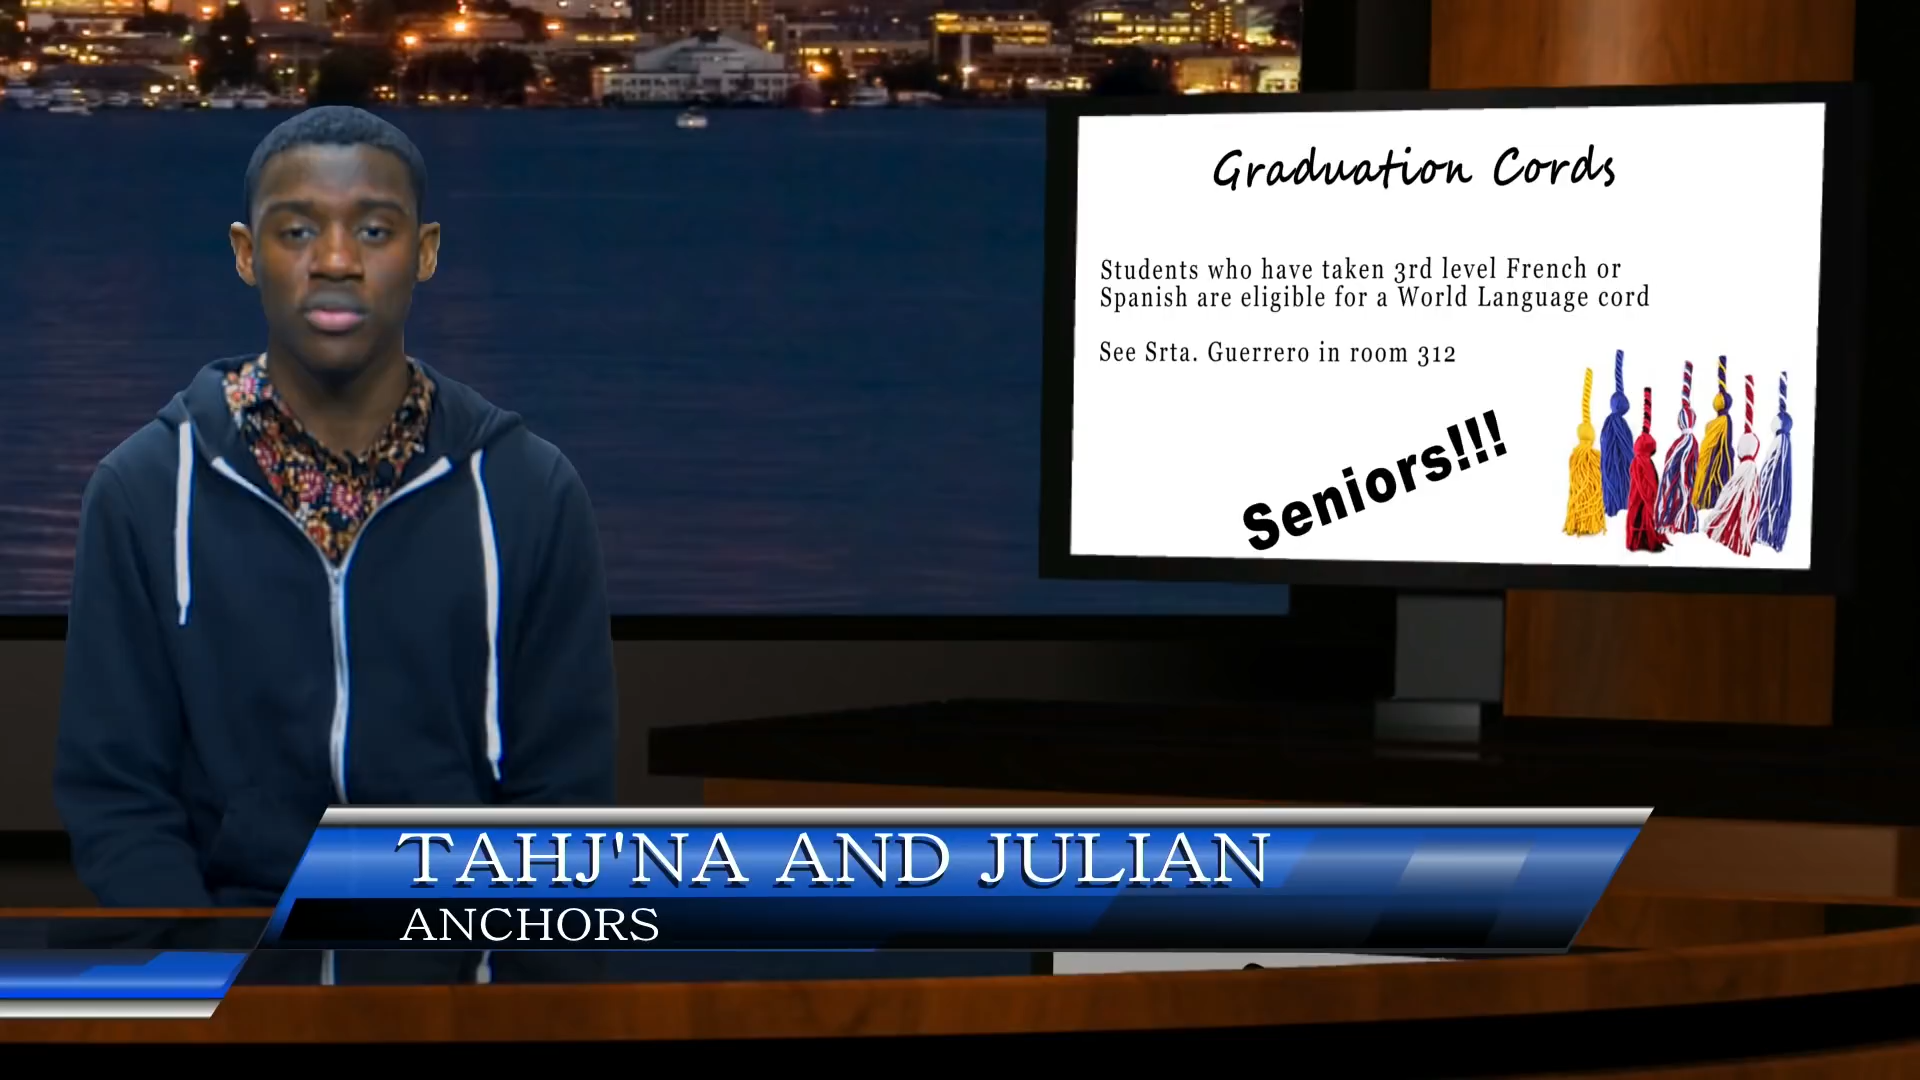 Graduation Cords
Students who have taken 3rd level French or
Spanish are eligible for a World Language cord
See Srta. Guerrero in room 312
Seniors!!!
TAHJ'NA AND JULIAN
ANCHORS